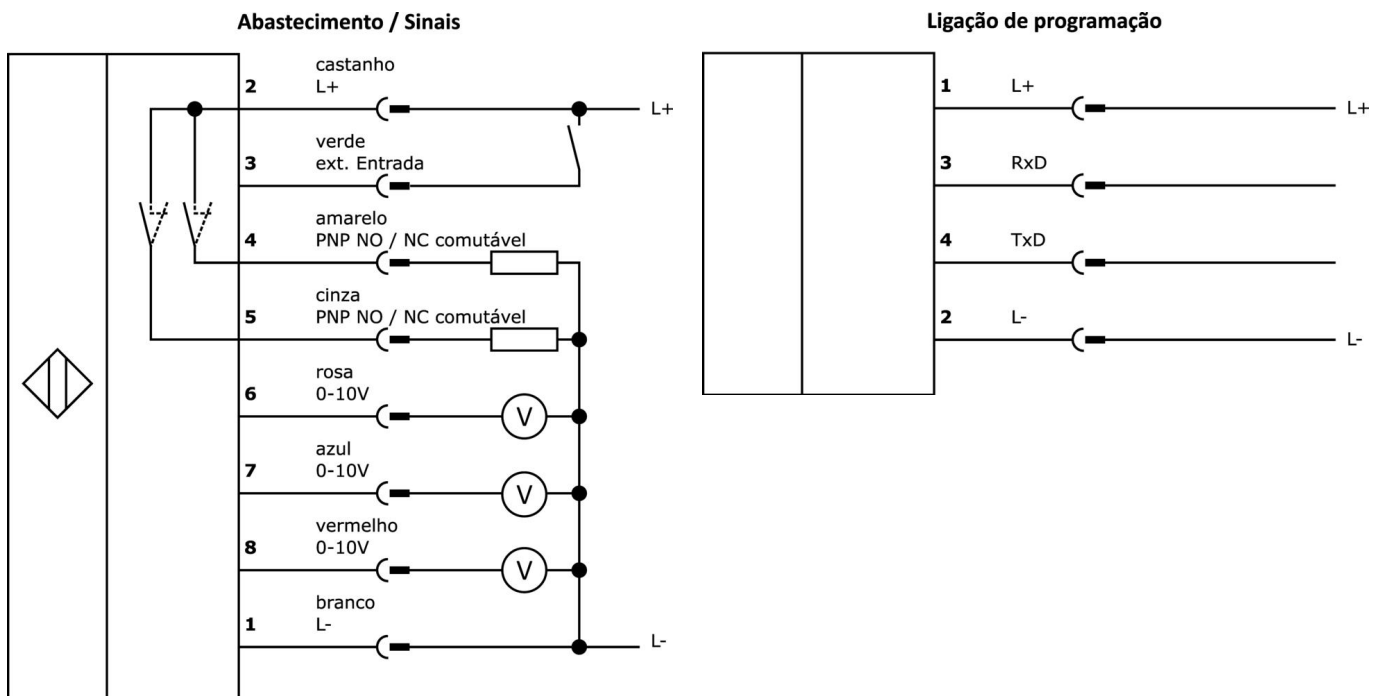 Abastecimento / Sinais
castanho
2 L+ L+
verde
3 ext. Entrada
amarelo
4 PNP NO / NC comutável
cinza
5 PNP NO / NC comutável
rosa
6 0-10V
V
azul
7 0-10V
V
vermelho
8 0-10V
V
branco
1 L- L-
Ligação de programação
1 L+ L+
3 RxD
4 TxD
2 L- L-